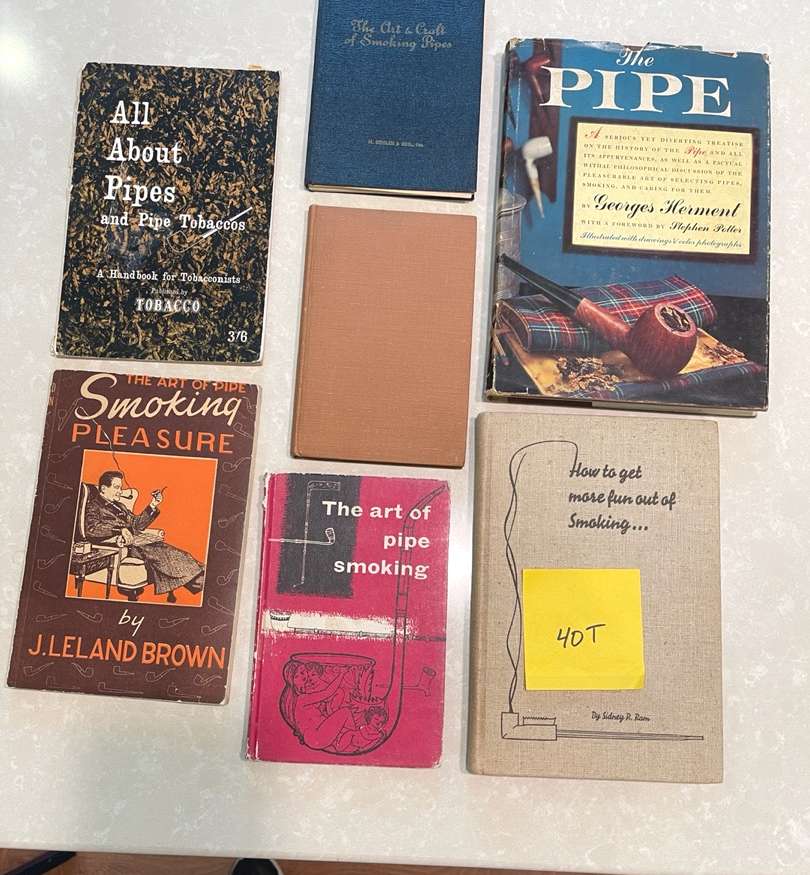 All
About
Pipes
and Pipe Tobaccos
A Handbook for Tobacconists
Published by
TOBACCO
3/6
The Art & Craft
of Smoking Pipes
The
PIPE
A SERIOUS YET DIVERTING TREATISE
ON THE HISTORY OF THE Pipe AND ALL
ITS APPURTENANCES, AS WELL AS A FACTUAL
WITHAL PHILOSOPHICAL DISCUSSION OF THE
PLEASURABLE ART OF SELECTING PIPES,
SMOKING, AND CARING FOR THEM.
BY Georges Herment
WITH A FOREWORD BY Stephen Potter
Illustrated with drawings & color photographs
THE ART OF PIPE
Smoking
PLEASURE
by
J. LELAND BROWN
The art of
pipe
smoking
How to get
more fun out of
Smoking...
40T
By Sidney P. Ram